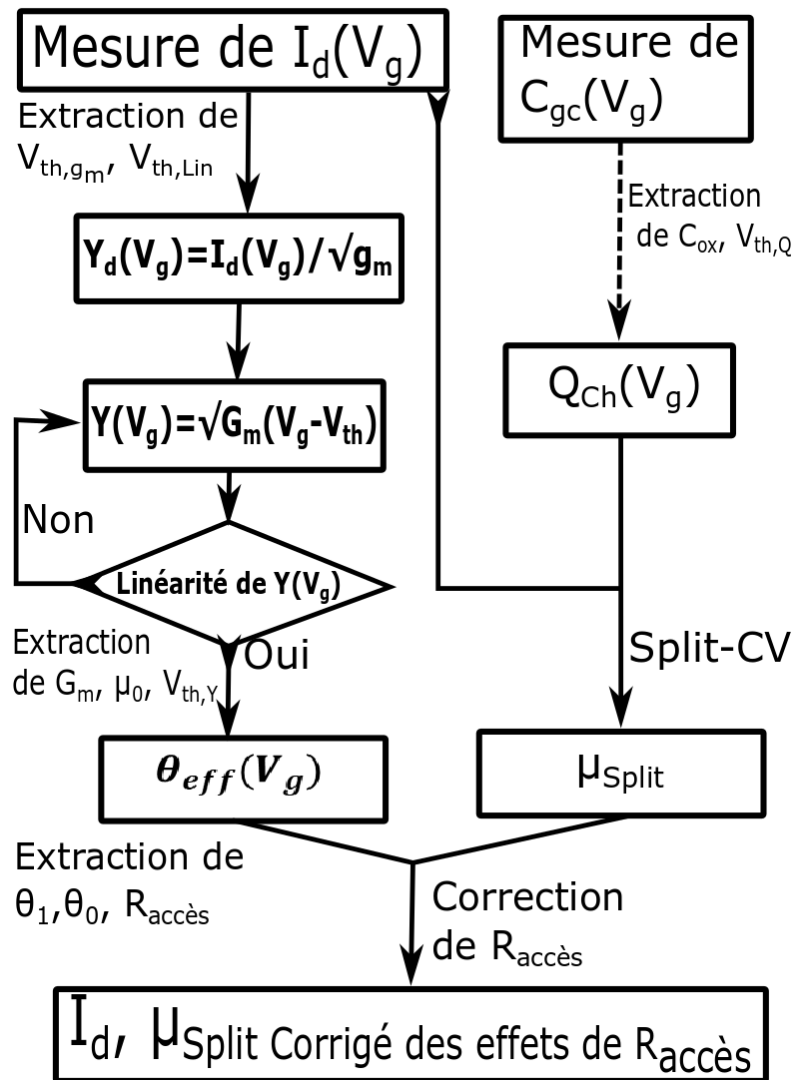 Mesure de I_d(V_g)
Mesure de
C_gc(V_g)
Extraction de
V_th,g_m, V_th,Lin
Extraction
de C_ox, V_th,Q
Y_d(V_g)=I_d(V_g)/√g_m
Q_Ch(V_g)
Y(V_g)=√G_m(V_g-V_th)
Non
Linéarité de Y(V_g)
Oui
Extraction
de G_m, μ_0, V_th,Y
Split-CV
θ_eff(V_g)
μ_Split
Extraction de
θ_1,θ_0, R_accès
Correction
de R_accès
I_d, μ_Split Corrigé des effets de R_accès